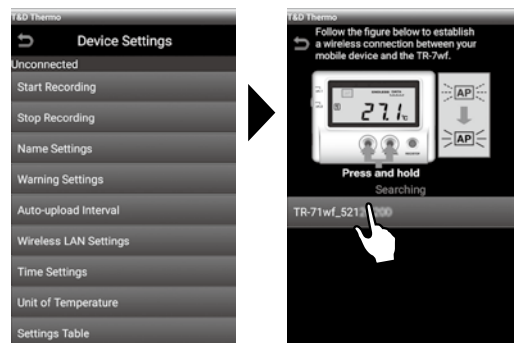 T&D Thermo
Device Settings
Unconnected
Start Recording
Stop Recording
Name Settings
Warning Settings
Auto-upload Interval
Wireless LAN Settings
Time Settings
Unit of Temperature
Settings Table
T&D Thermo
Follow the figure below to establish
a wireless connection between your
mobile device and the TR-7wf.
27.1
AP
AP
Press and hold
Searching
TR-71wf_521